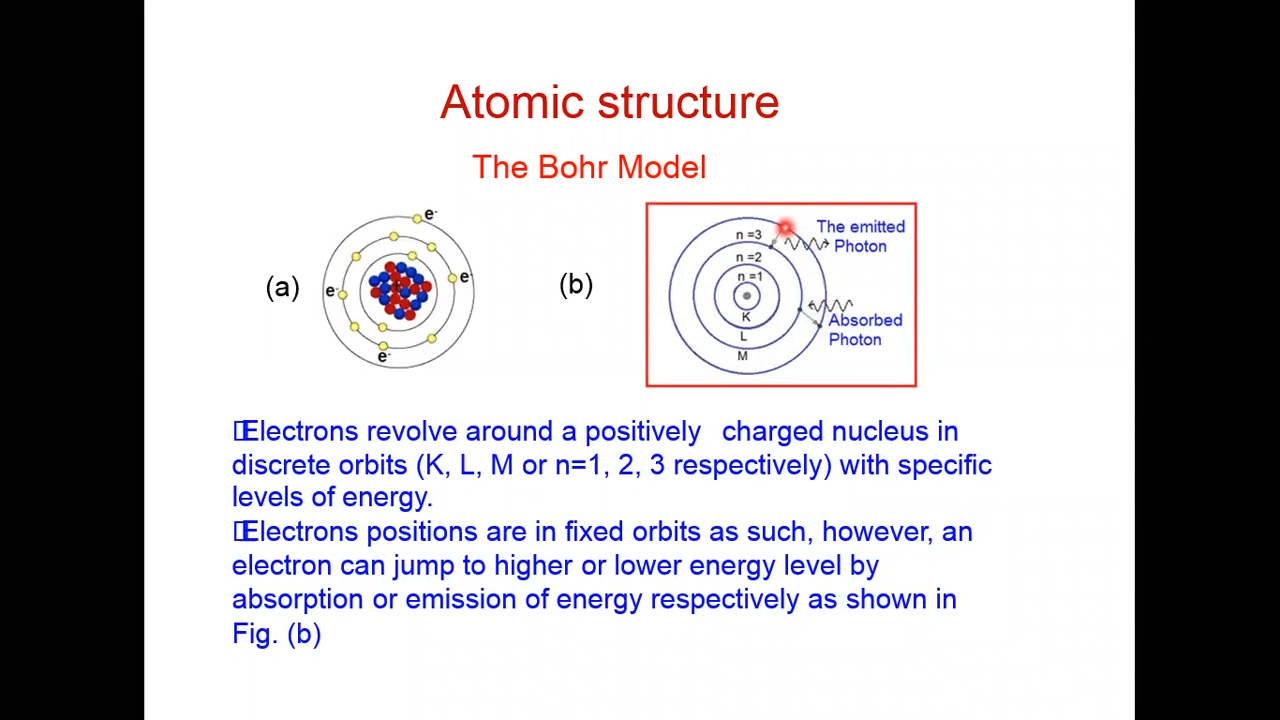 Atomic structure
The Bohr Model
(a)
e-
e-
e-
e-
(b)
n =3
n =2
n =1
K
L
M
The emitted
Photon
Absorbed
Photon
Electrons revolve around a positively charged nucleus in
discrete orbits (K, L, M or n=1, 2, 3 respectively) with specific
levels of energy.
Electrons positions are in fixed orbits as such, however, an
electron can jump to higher or lower energy level by
absorption or emission of energy respectively as shown in
Fig. (b)